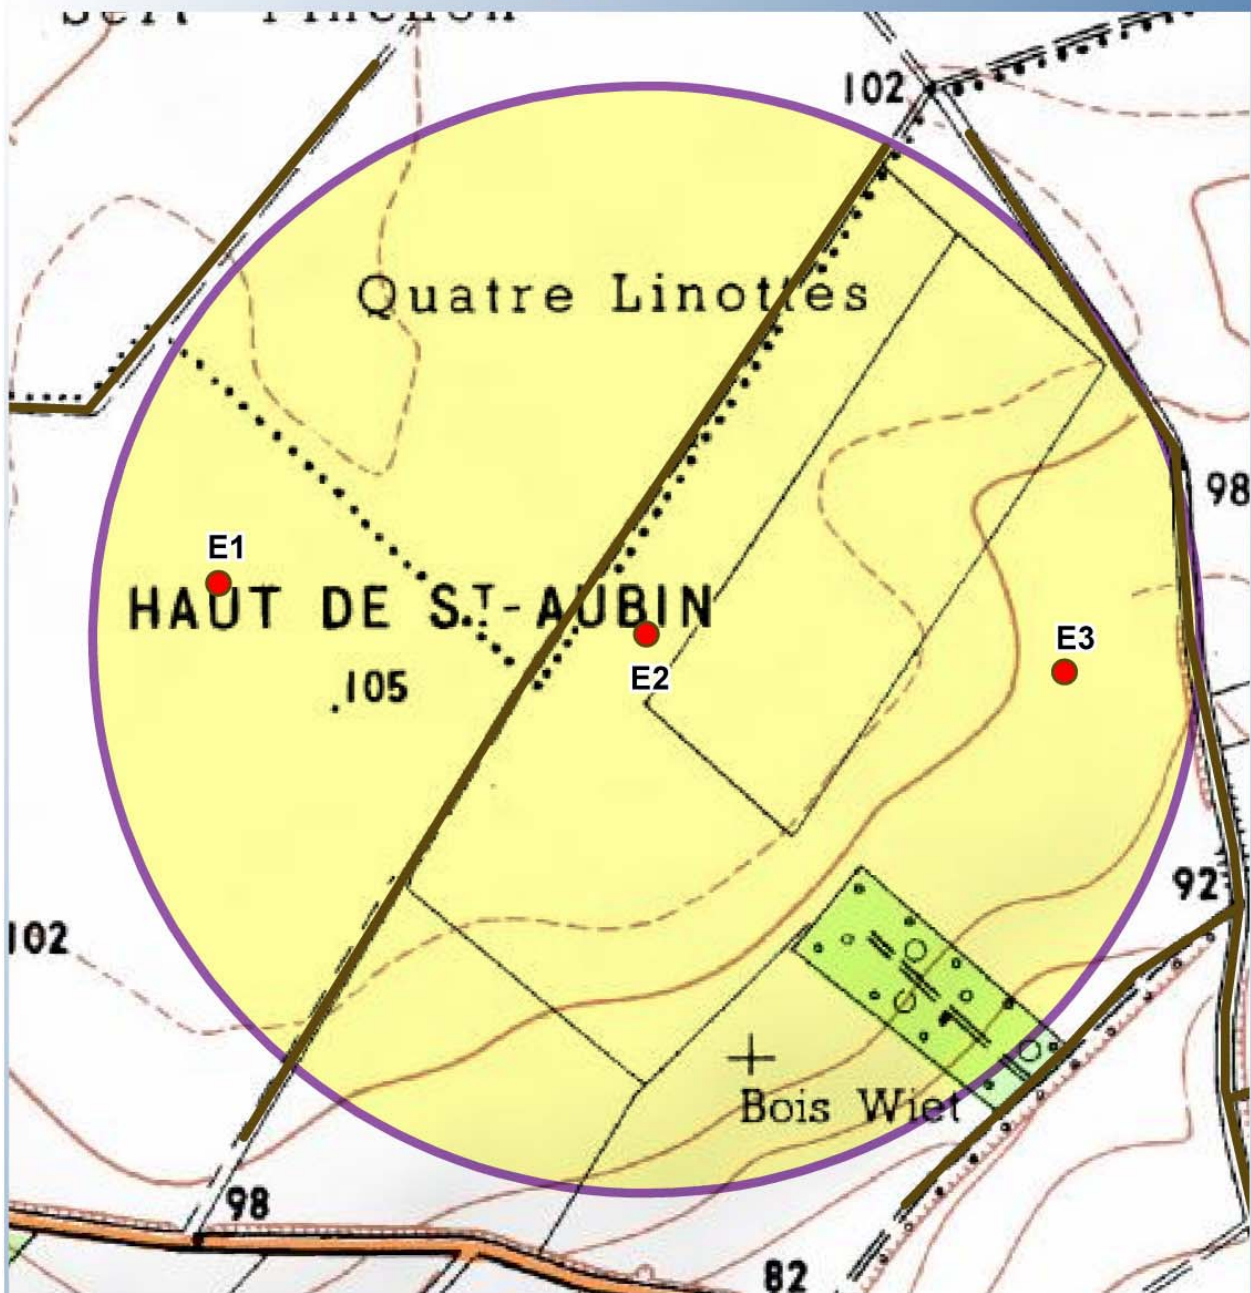 102
Quatre Linottes
98
E1
HAUT DE ST-AUBIN
E3
E2
105
92
102
Bois Wiet
98
82